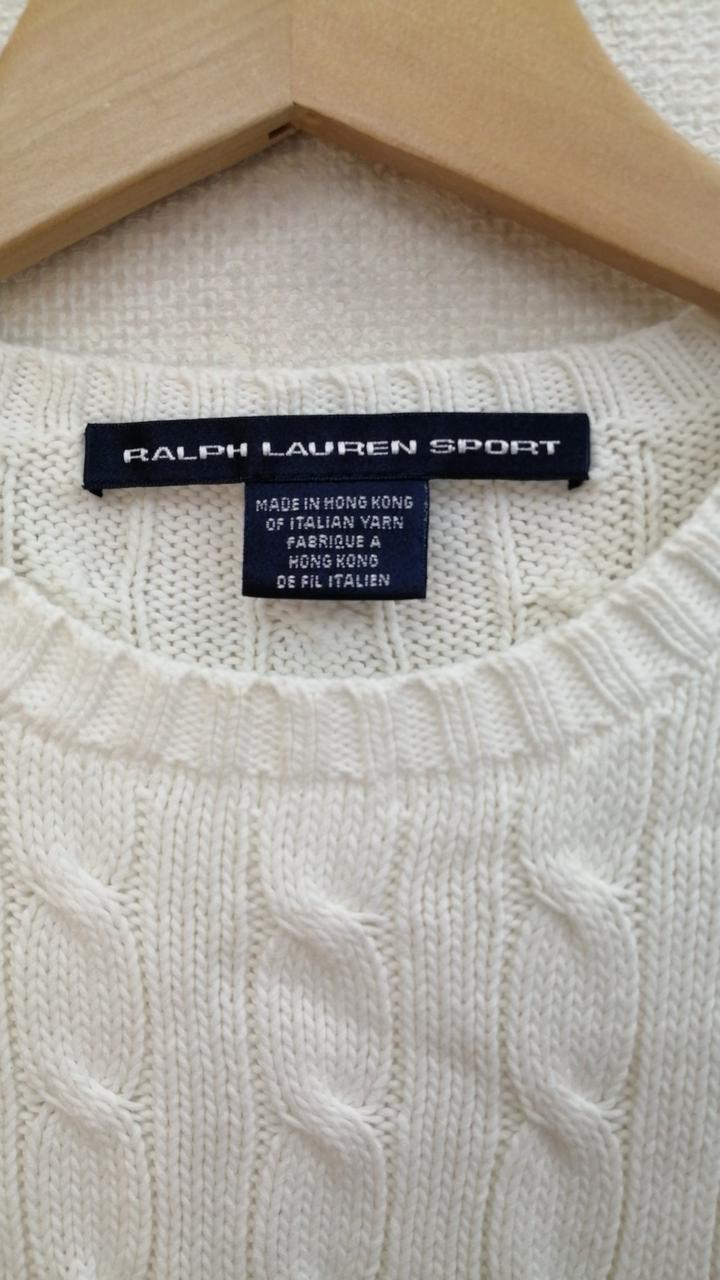 RALPH LAUREN SPORT
MADE IN HONG KONG
OF ITALIAN YARN
FABRIQUE A
HONG KONG
DE FIL ITALIEN